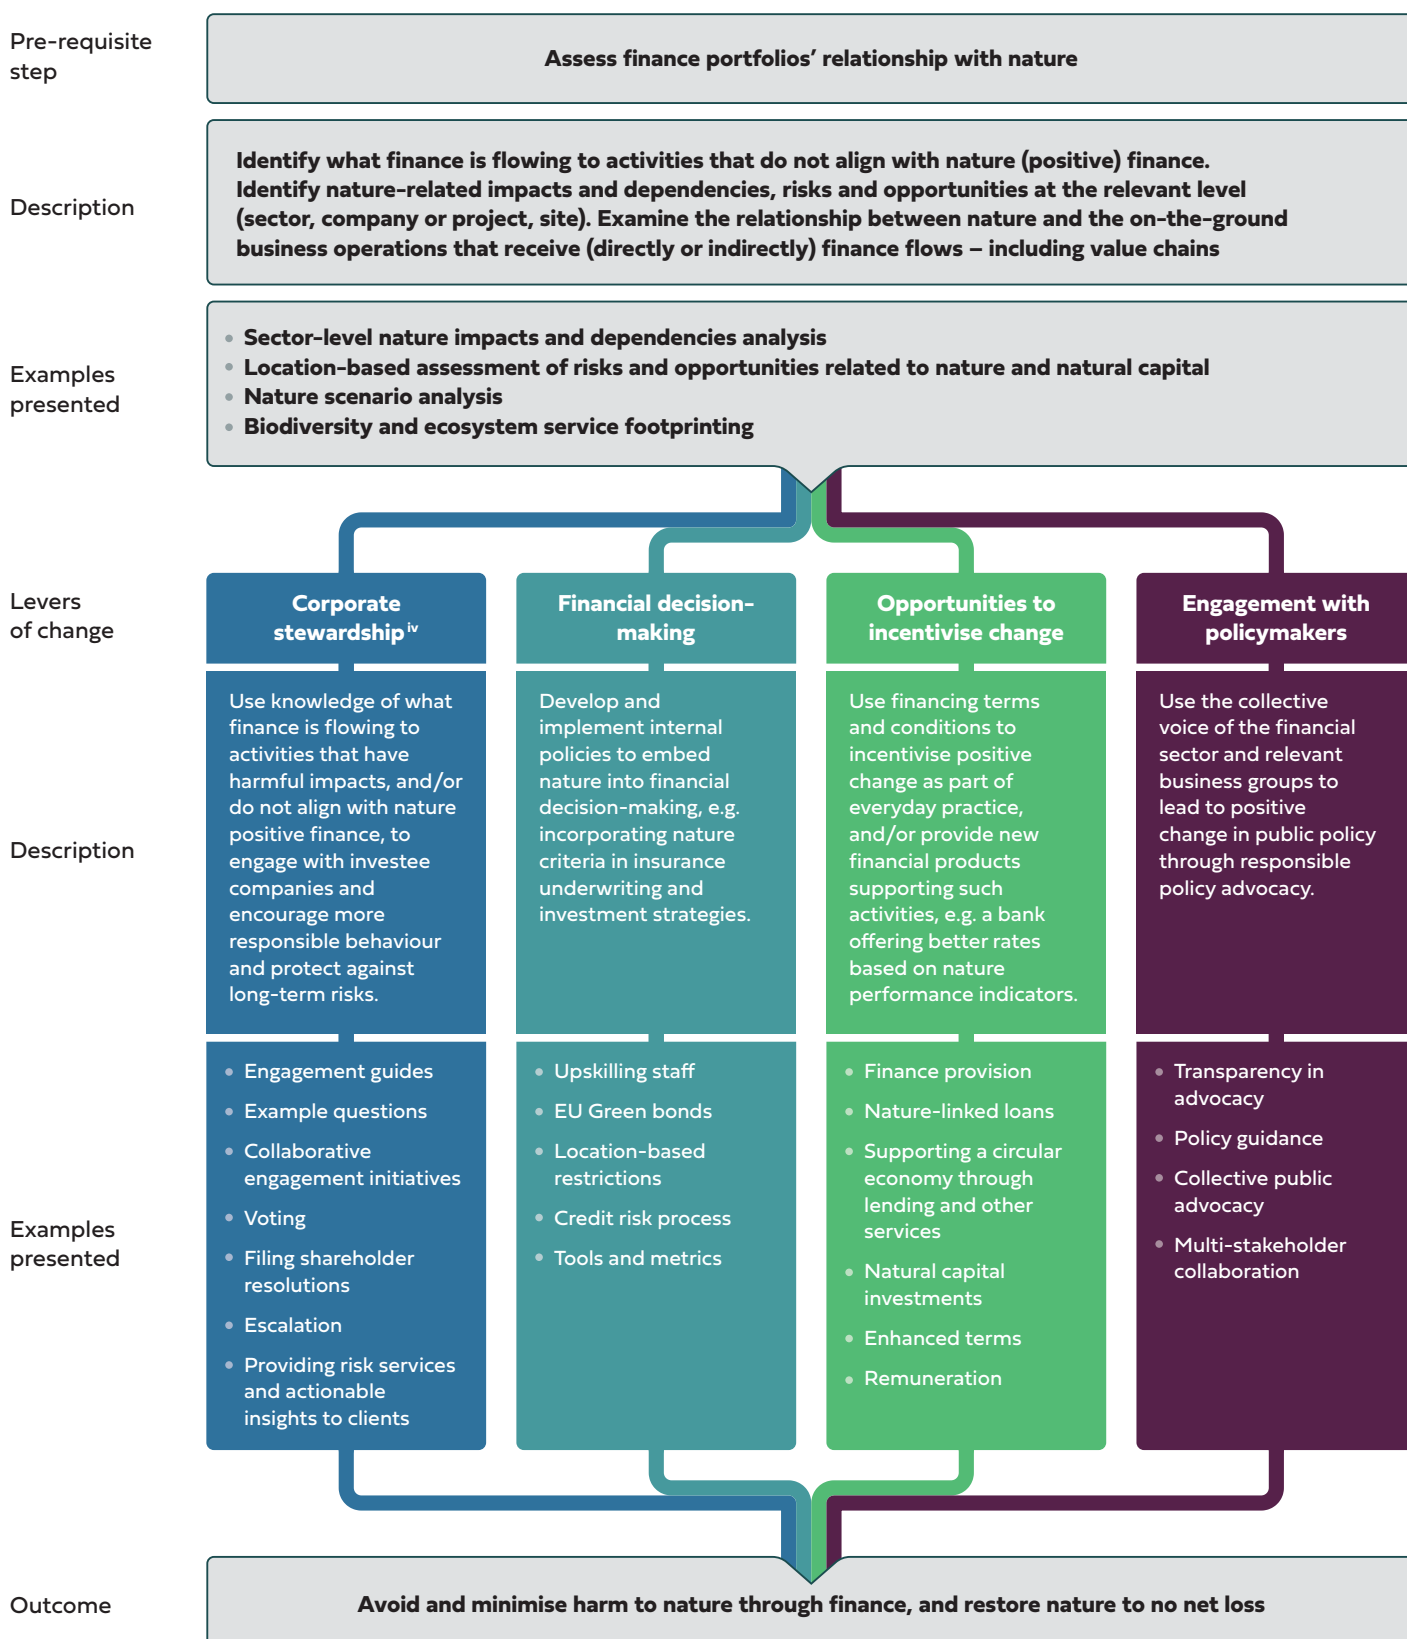 Pre-requisite
step
Assess finance portfolios’ relationship with nature
Description
Identify what finance is flowing to activities that do not align with nature (positive) finance.
Identify nature-related impacts and dependencies, risks and opportunities at the relevant level
(sector, company or project, site). Examine the relationship between nature and the on-the-ground
business operations that receive (directly or indirectly) finance flows – including value chains
Examples
presented
• Sector-level nature impacts and dependencies analysis
• Location-based assessment of risks and opportunities related to nature and natural capital
• Nature scenario analysis
• Biodiversity and ecosystem service footprinting
Levers
of change
Corporate
stewardship iv
Financial decision-
making
Opportunities to
incentivise change
Engagement with
policymakers
Description
Use knowledge of what
finance is flowing to
activities that have
harmful impacts, and/or
do not align with nature
positive finance, to
engage with investee
companies and
encourage more
responsible behaviour
and protect against
long-term risks.
Develop and
implement internal
policies to embed
nature into financial
decision-making, e.g.
incorporating nature
criteria in insurance
underwriting and
investment strategies.
Use financing terms
and conditions to
incentivise positive
change as part of
everyday practice,
and/or provide new
financial products
supporting such
activities, e.g. a bank
offering better rates
based on nature
performance indicators.
Use the collective
voice of the financial
sector and relevant
business groups to
lead to positive
change in public policy
through responsible
policy advocacy.
Examples
presented
• Engagement guides
• Example questions
• Collaborative
engagement initiatives
• Voting
• Filing shareholder
resolutions
• Escalation
• Providing risk services
and actionable
insights to clients
• Upskilling staff
• EU Green bonds
• Location-based
restrictions
• Credit risk process
• Tools and metrics
• Finance provision
• Nature-linked loans
• Supporting a circular
economy through
lending and other
services
• Natural capital
investments
• Enhanced terms
• Remuneration
• Transparency in
advocacy
• Policy guidance
• Collective public
advocacy
• Multi-stakeholder
collaboration
Outcome
Avoid and minimise harm to nature through finance, and restore nature to no net loss